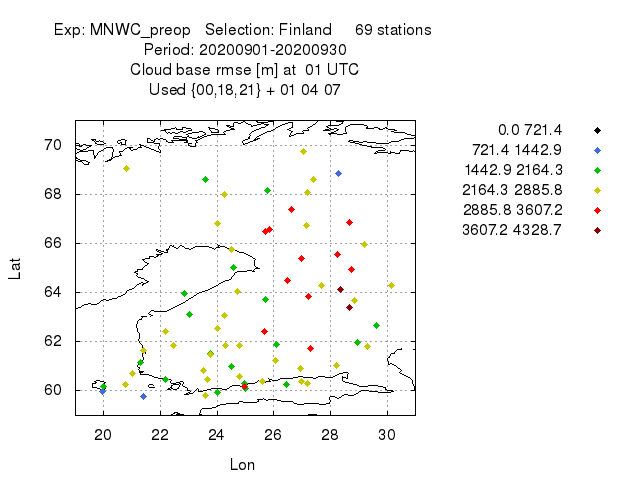 Exp: MNWC_preop Selection: Finland 69 stations
Period: 20200901-20200930
Cloud base rmse [m] at 01 UTC
Used {00,18,21} + 01 04 07
0.0 721.4
721.4 1442.9
1442.9 2164.3
2164.3 2885.8
2885.8 3607.2
3607.2 4328.7
70
68
66
64
62
60
Lat
20 22 24 26 28 30
Lon